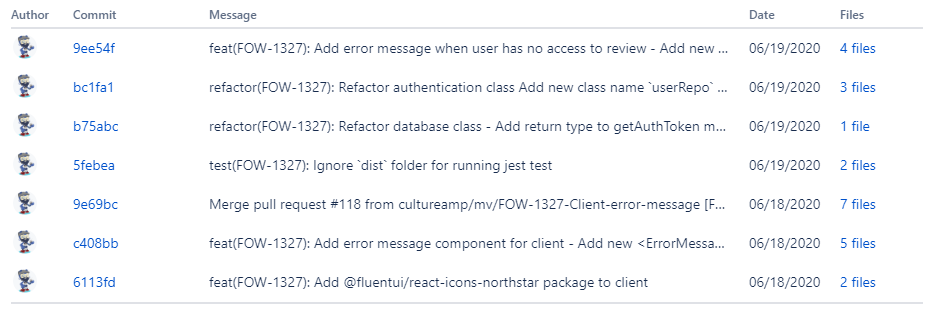 Author Commit Message Date Files
9ee54f feat(FOW-1327): Add error message when user has no access to review - Add new ... 06/19/2020 4 files
bc1fa1 refactor(FOW-1327): Refactor authentication class Add new class name `userRepo` ... 06/19/2020 3 files
b75abc refactor(FOW-1327): Refactor database class - Add return type to getAuthToken m... 06/19/2020 1 file
5febea test(FOW-1327): Ignore `dist` folder for running jest test 06/19/2020 2 files
9e69bc Merge pull request #118 from cultureamp/mv/FOW-1327-Client-error-message [F... 06/18/2020 7 files
c408bb feat(FOW-1327): Add error message component for client - Add new <ErrorMessa... 06/18/2020 5 files
6113fd feat(FOW-1327): Add @fluentui/react-icons-northstar package to client 06/18/2020 2 files